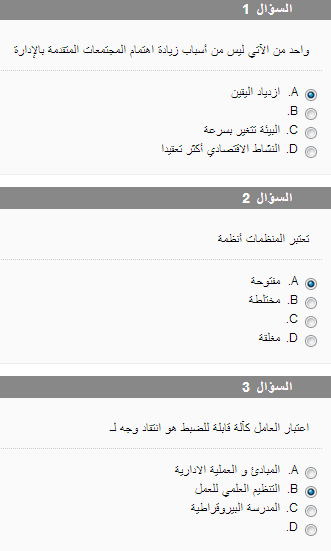 السؤال 1
واحد من الآتي ليس من أسباب زيادة اهتمام المجتمعات المتقدمة بالإدارة
A. ازدياد اليقين
B.
C. البيئة تتغير بسرعة
D. النشاط الاقتصادي أكثر تعقيدا
السؤال 2
تعتبر المنظمات أنظمة
A. مفتوحة
B. مختلطة
C.
D. مغلقة
السؤال 3
اعتبار العامل كآلة قابلة للضبط هو انتقاد وجه لـ
A. المبادئ و العملية الادارية
B. التنظيم العلمي للعمل
C. المدرسة البيروقراطية
D.